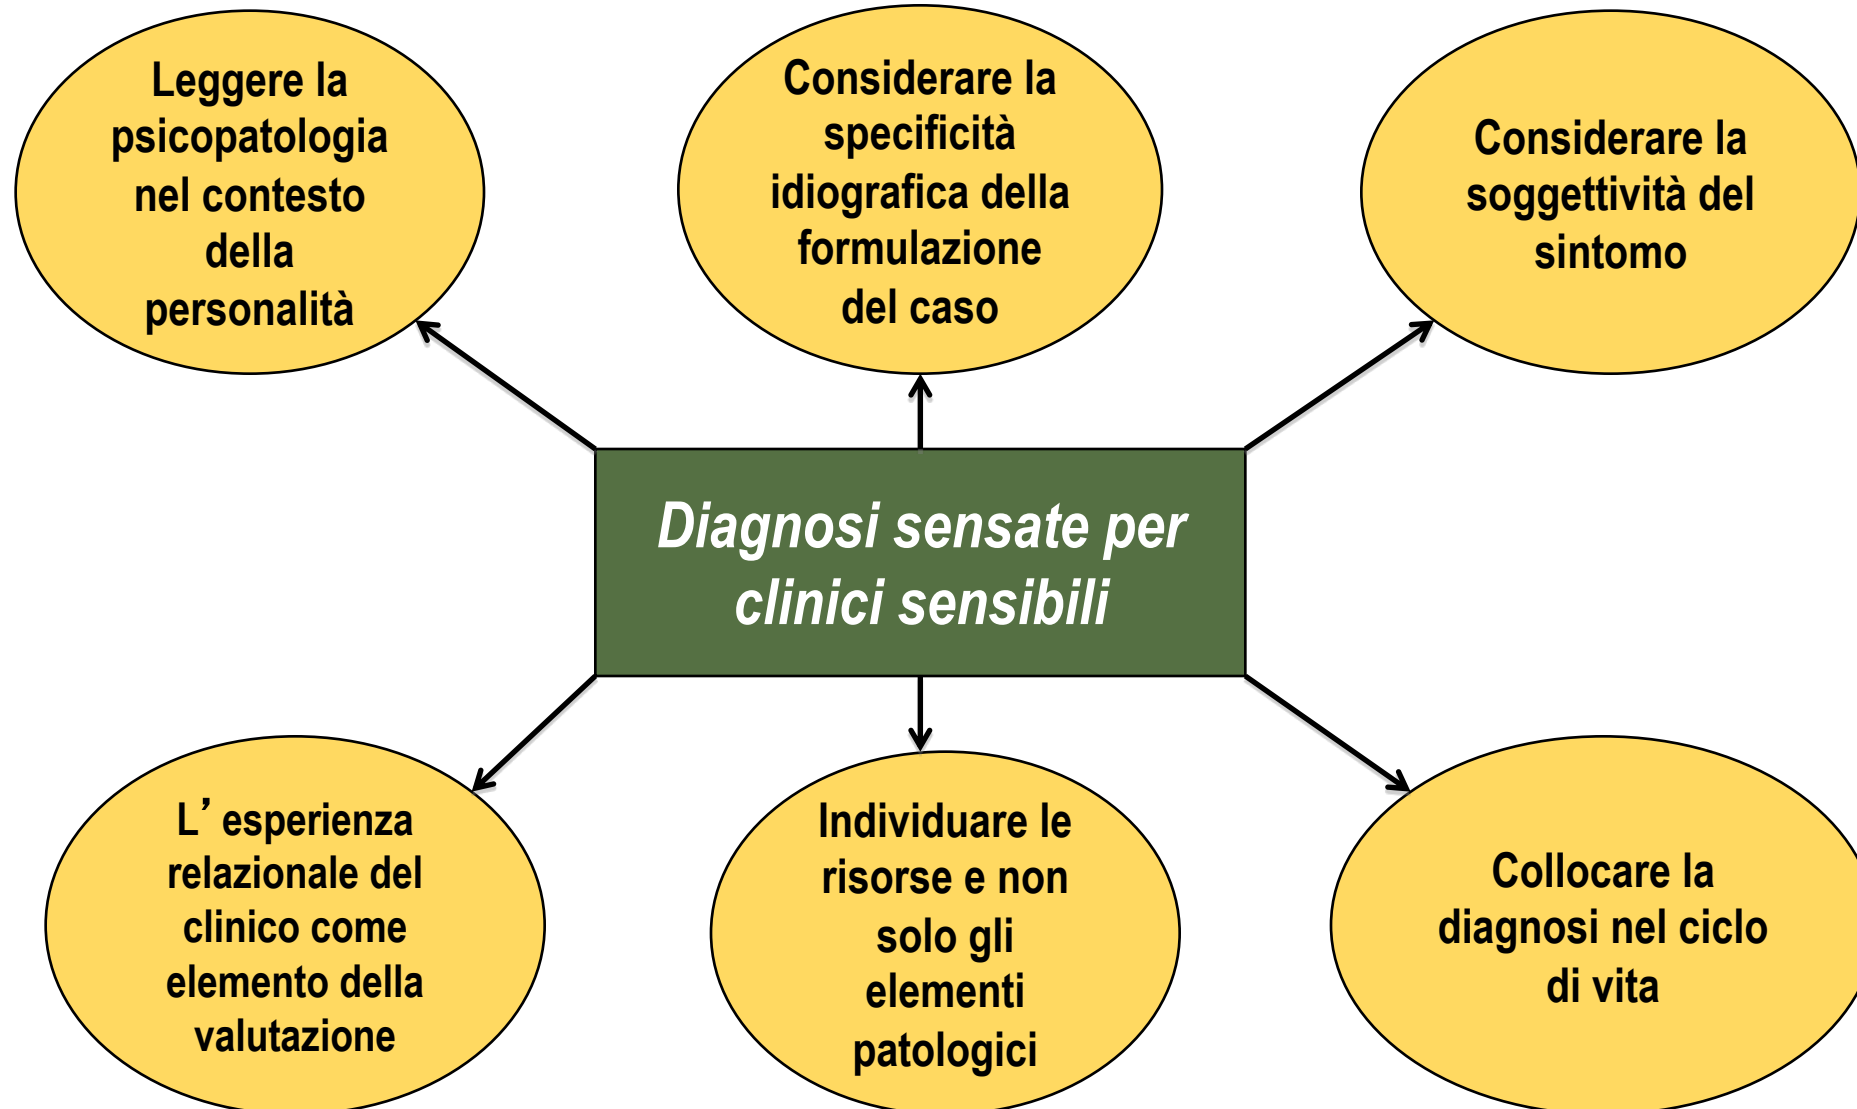 Leggere la
psicopatologia
nel contesto
della
personalità
Considerare la
specificità
idiografica della
formulazione
del caso
Considerare la
soggettività del
sintomo
Diagnosi sensate per
clinici sensibili
L’ esperienza
relazionale del
clinico come
elemento della
valutazione
Individuare le
risorse e non
solo gli
elementi
patologici
Collocare la
diagnosi nel ciclo
di vita